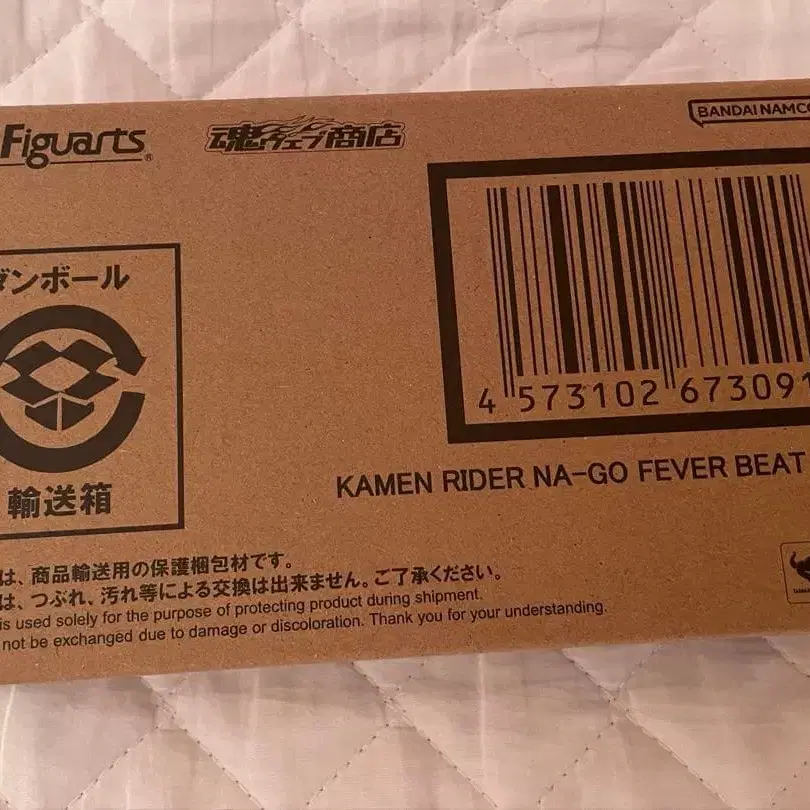 Figuarts®
魂ウェブ商店
BANDAI NAMCO
ダンボール
輸送箱
4 573102 673091
KAMEN RIDER NA-GO FEVER BEAT
は、商品輸送用の保護梱包材です。
は、つぶれ、汚れ等による交換は出来ません。ご了承ください。
is used solely for the purpose of protecting product during shipment.
not be exchanged due to damage or discoloration. Thank you for your understanding.